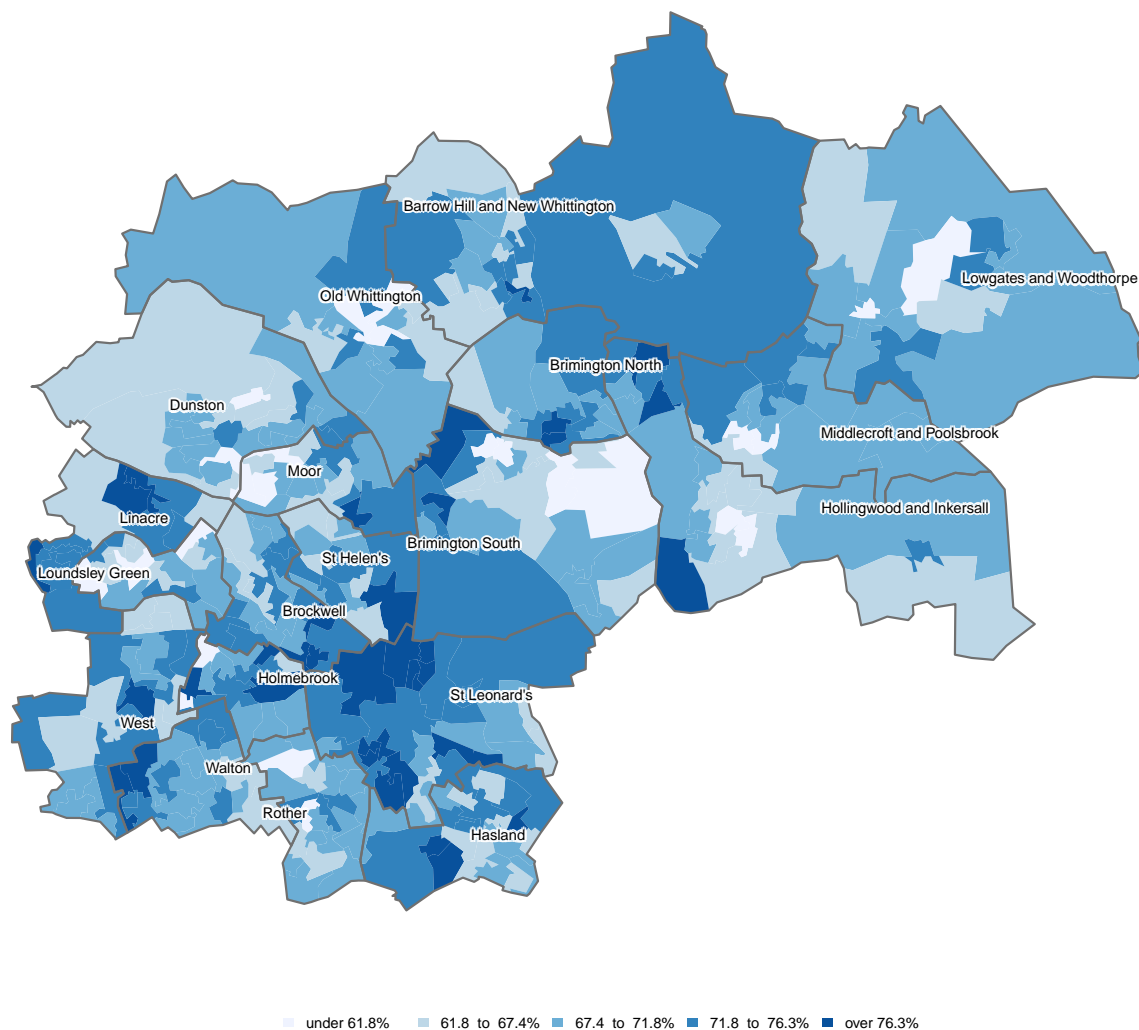 Barrow Hill and New Whittington
Lowgates and Woodthorpe
Old Whittington
Brimington North
Dunston
Middlecroft and Poolsbrook
Moor
Hollingwood and Inkersall
Linacre
Brimington South
St Helen's
Loundsley Green
Brockwell
Holmebrook
St Leonard's
West
Walton
Rother
Hasland
under 61.8% 61.8 to 67.4% 67.4 to 71.8% 71.8 to 76.3% over 76.3%